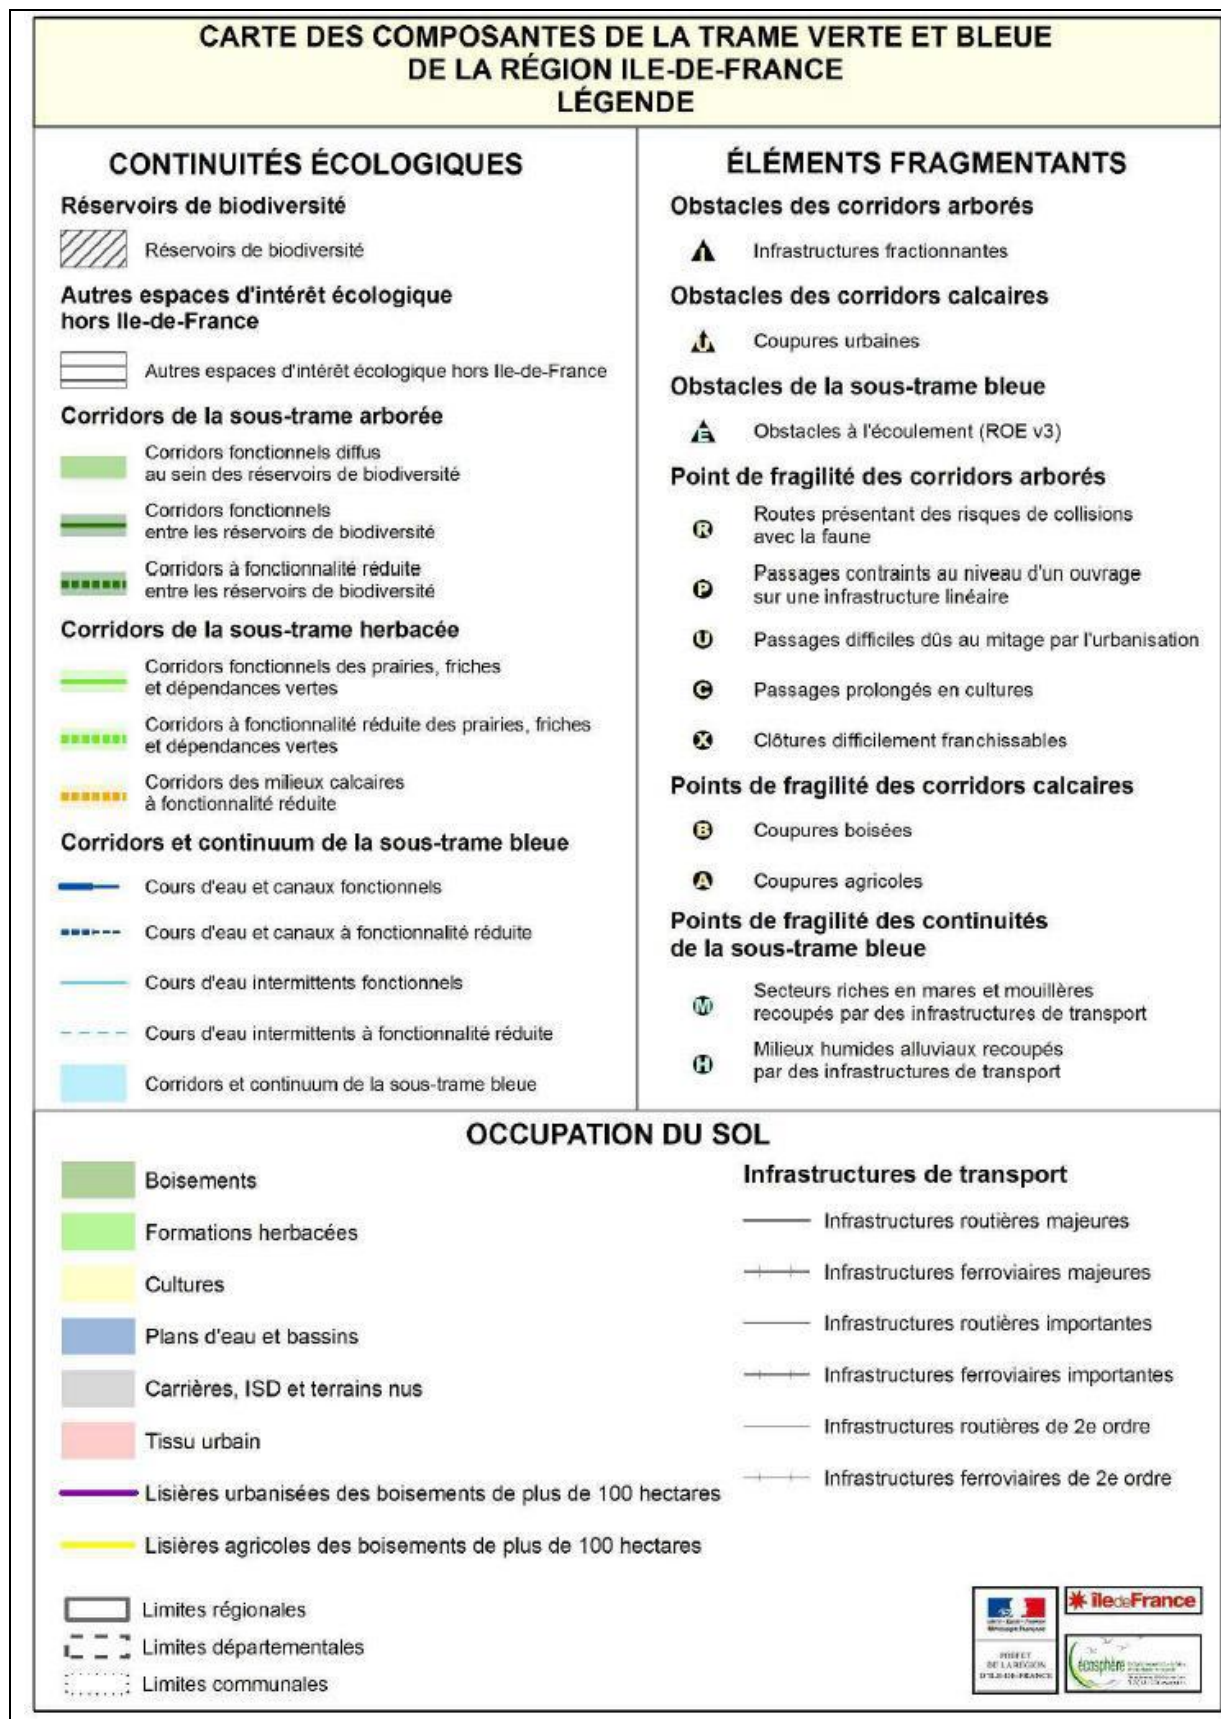 CARTE DES COMPOSANTES DE LA TRAME VERTE ET BLEUE
DE LA RÉGION ILE-DE-FRANCE
LÉGENDE
CONTINUITÉS ÉCOLOGIQUES
Réservoirs de biodiversité
Réservoirs de biodiversité
Autres espaces d'intérêt écologique
hors Ile-de-France
Autres espaces d'intérêt écologique hors Ile-de-France
Corridors de la sous-trame arborée
Corridors fonctionnels diffus
au sein des réservoirs de biodiversité
Corridors fonctionnels
entre les réservoirs de biodiversité
Corridors à fonctionnalité réduite
entre les réservoirs de biodiversité
Corridors de la sous-trame herbacée
Corridors fonctionnels des prairies, friches
et dépendances vertes
Corridors à fonctionnalité réduite des prairies, friches
et dépendances vertes
Corridors des milieux calcaires
à fonctionnalité réduite
Corridors et continuum de la sous-trame bleue
Cours d'eau et canaux fonctionnels
Cours d'eau et canaux à fonctionnalité réduite
Cours d'eau intermittents fonctionnels
Cours d'eau intermittents à fonctionnalité réduite
Corridors et continuum de la sous-trame bleue
ÉLÉMENTS FRAGMENTANTS
Obstacles des corridors arborés
I Infrastructures fractionnantes
Obstacles des corridors calcaires
U Coupures urbaines
Obstacles de la sous-trame bleue
E Obstacles à l'écoulement (ROE v3)
Point de fragilité des corridors arborés
R Routes présentant des risques de collisions
avec la faune
P Passages contraints au niveau d'un ouvrage
sur une infrastructure linéaire
U Passages difficiles dûs au mitage par l'urbanisation
C Passages prolongés en cultures
X Clôtures difficilement franchissables
Points de fragilité des corridors calcaires
B Coupures boisées
A Coupures agricoles
Points de fragilité des continuités
de la sous-trame bleue
M Secteurs riches en mares et mouillères
recoupés par des infrastructures de transport
H Milieux humides alluviaux recoupés
par des infrastructures de transport
OCCUPATION DU SOL
Boisements
Formations herbacées
Cultures
Plans d'eau et bassins
Carrières, ISD et terrains nus
Tissu urbain
Lisières urbanisées des boisements de plus de 100 hectares
Lisières agricoles des boisements de plus de 100 hectares
Limites régionales
Limites départementales
Limites communales
Infrastructures de transport
Infrastructures routières majeures
Infrastructures ferroviaires majeures
Infrastructures routières importantes
Infrastructures ferroviaires importantes
Infrastructures routières de 2e ordre
Infrastructures ferroviaires de 2e ordre
PRÉFET
DE LA RÉGION
D'ILE-DE-FRANCE
îledeFrance
écosphère